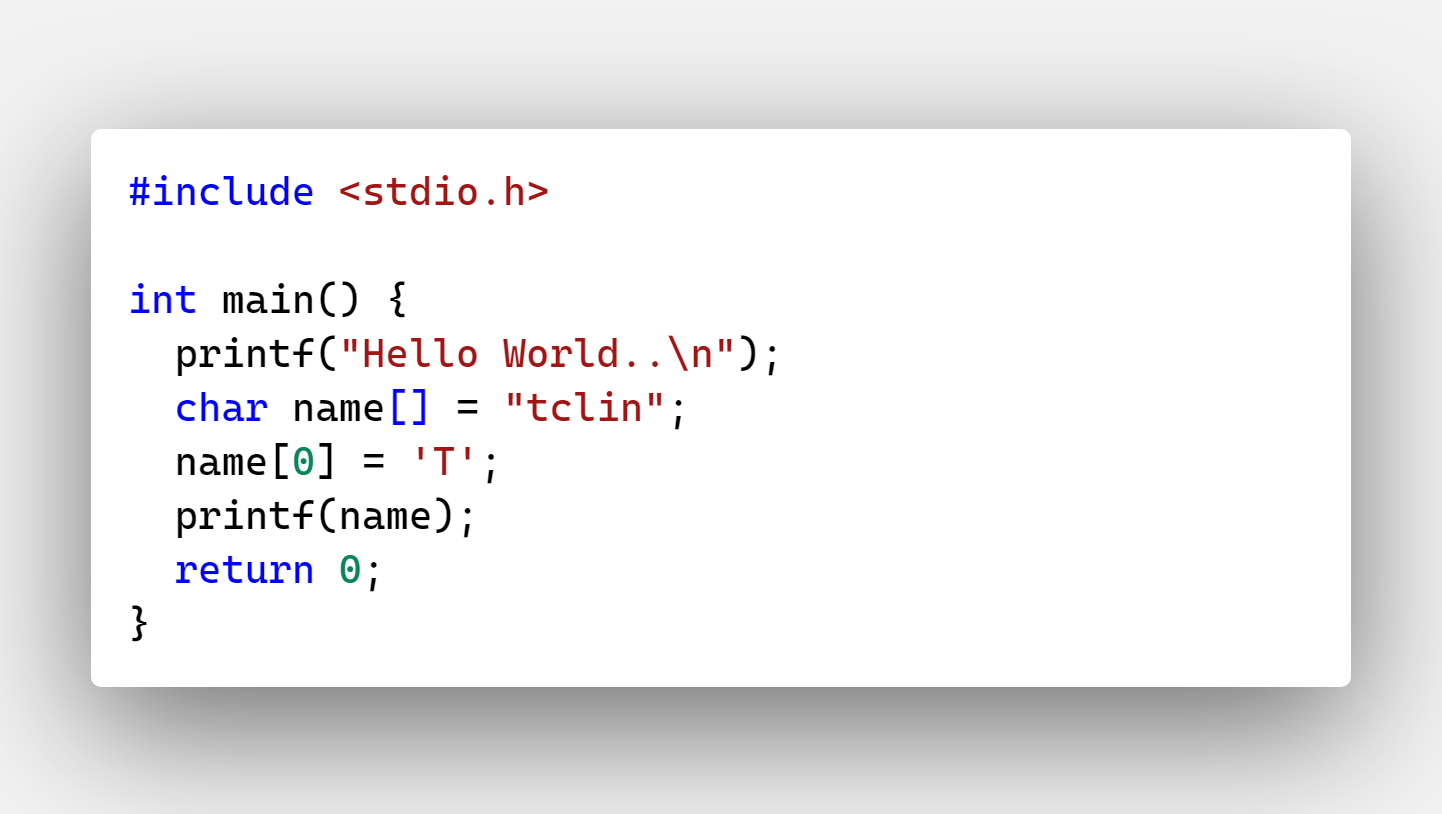 #include <stdio.h>

int main() {
  printf("Hello World..\n");
  char name[] = "tclin";
  name[0] = 'T';
  printf(name);
  return 0;
}